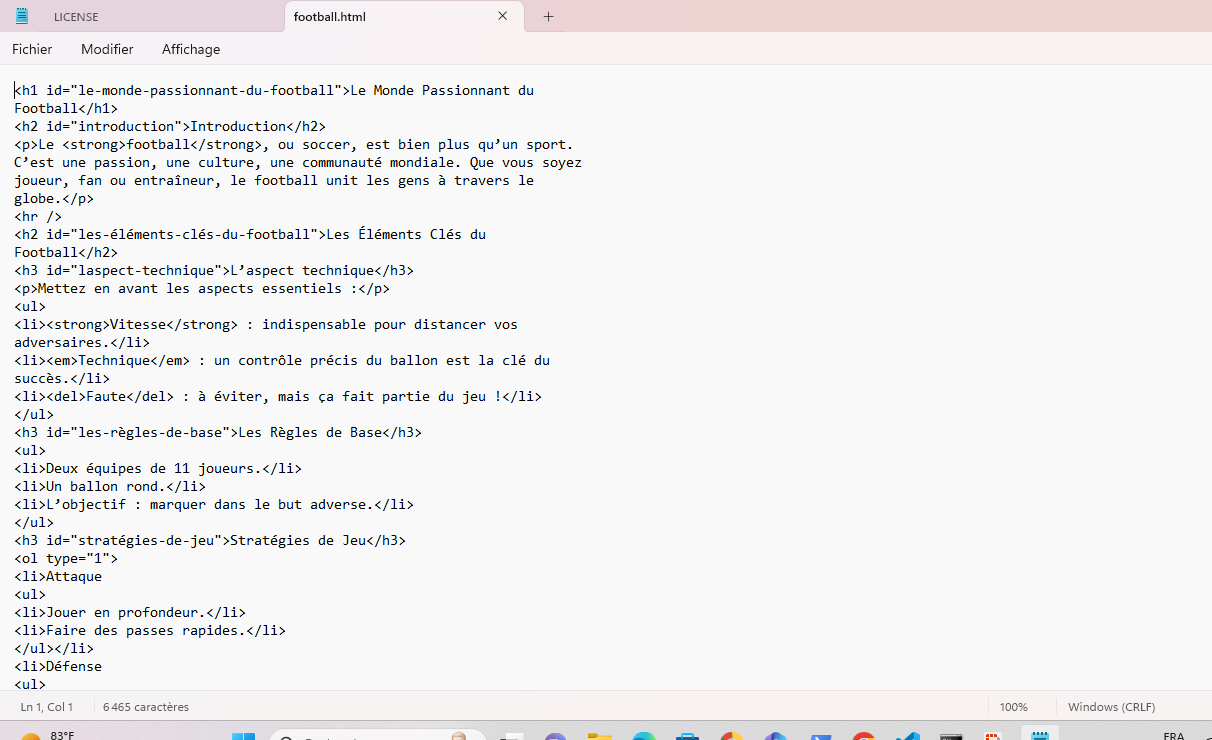 LICENSE
football.html
Fichier Modifier Affichage
<h1 id="le-monde-passionnant-du-football">Le Monde Passionnant du
Football</h1>
<h2 id="introduction">Introduction</h2>
<p>Le <strong>football</strong>, ou soccer, est bien plus qu’un sport.
C’est une passion, une culture, une communauté mondiale. Que vous soyez
joueur, fan ou entraîneur, le football unit les gens à travers le
globe.</p>
<hr />
<h2 id="les-éléments-clés-du-football">Les Éléments Clés du
Football</h2>
<h3 id="laspect-technique">L’aspect technique</h3>
<p>Mettez en avant les aspects essentiels :</p>
<ul>
<li><strong>Vitesse</strong> : indispensable pour distancer vos
adversaires.</li>
<li><em>Technique</em> : un contrôle précis du ballon est la clé du
succès.</li>
<li><del>Faute</del> : à éviter, mais ça fait partie du jeu !</li>
</ul>
<h3 id="les-règles-de-base">Les Règles de Base</h3>
<ul>
<li>Deux équipes de 11 joueurs.</li>
<li>Un ballon rond.</li>
<li>L’objectif : marquer dans le but adverse.</li>
</ul>
<h3 id="stratégies-de-jeu">Stratégies de Jeu</h3>
<ol type="1">
<li>Attaque
<ul>
<li>Jouer en profondeur.</li>
<li>Faire des passes rapides.</li>
</ul></li>
<li>Défense
<ul>
Ln 1, Col 1 6 465 caractères 100% Windows (CRLF)
83°F FRA